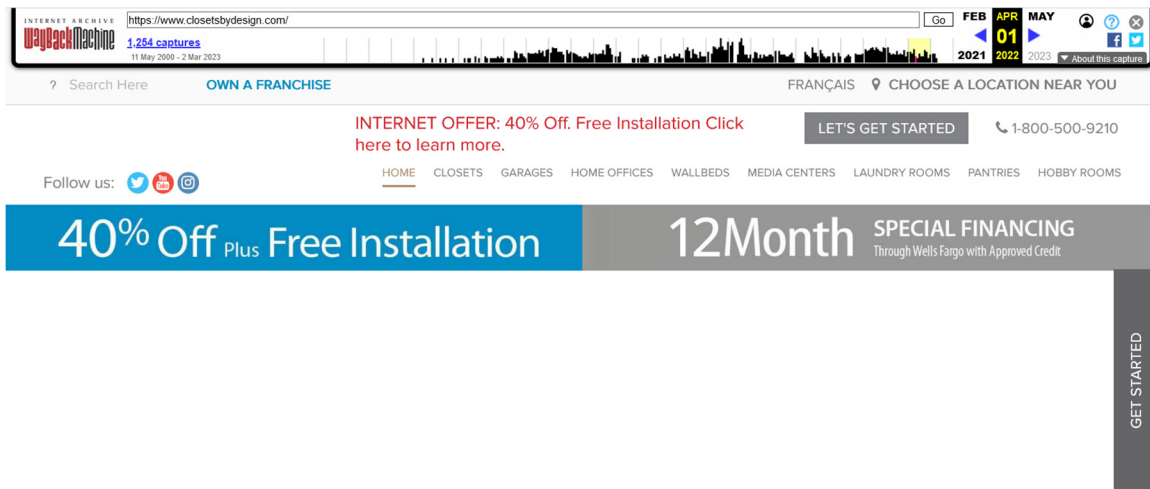 INTERNET ARCHIVE
WayBackMachine
https://www.closetsbydesign.com/
Go
1,254 captures
11 May 2000 - 2 Mar 2023
FEB APR MAY
01
2021 2022 2023
About this capture
? Search Here
OWN A FRANCHISE
FRANÇAIS
CHOOSE A LOCATION NEAR YOU
INTERNET OFFER: 40% Off. Free Installation Click
here to learn more.
LET'S GET STARTED
1-800-500-9210
Follow us:
You
Tube
HOME CLOSETS GARAGES HOME OFFICES WALLBEDS MEDIA CENTERS LAUNDRY ROOMS PANTRIES HOBBY ROOMS
40% Off Plus Free Installation
12Month
SPECIAL FINANCING
Through Wells Fargo with Approved Credit
GET STARTED